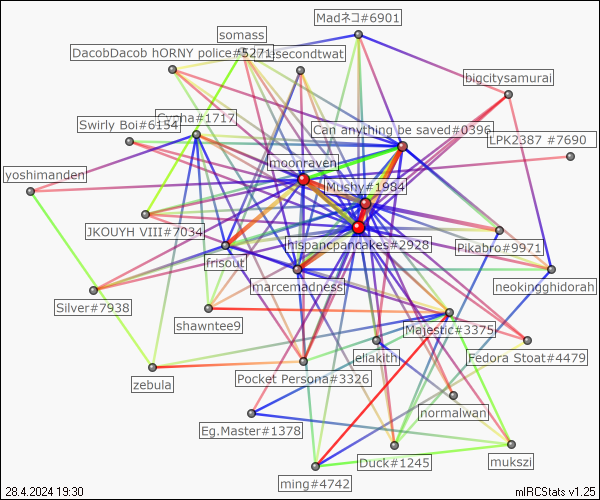 Madネコ#6901
somass
DacobDacob hORNY police#5271
isecondtwat
bigcitysamurai
Cypha#1717
Swirly Boi#6154
Can anything be saved#0396
LPK2387 #7690
moonraven
yoshimanden
Mushy#1984
JKOUYH VIII#7034
hispancpancakes#2928
Pikabro#9971
frisout
marcemadness
neokingghidorah
Silver#7938
shawntee9
Majestic#3375
eliakith
Fedora Stoat#4479
zebula
Pocket Persona#3326
normalwan
Eg.Master#1378
Duck#1245
mukszi
ming#4742
28.4.2024 19:30
mIRCStats v1.25